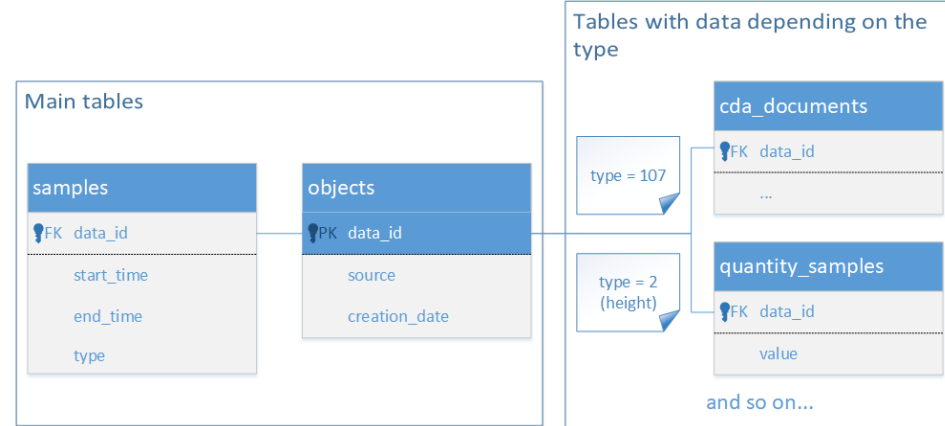 Tables with data depending on the
type
Main tables
samples
FK data_id
start_time
end_time
type
objects
PK data_id
source
creation_date
type = 107
type = 2
(height)
cda_documents
FK data_id
...
quantity_samples
FK data_id
value
and so on...